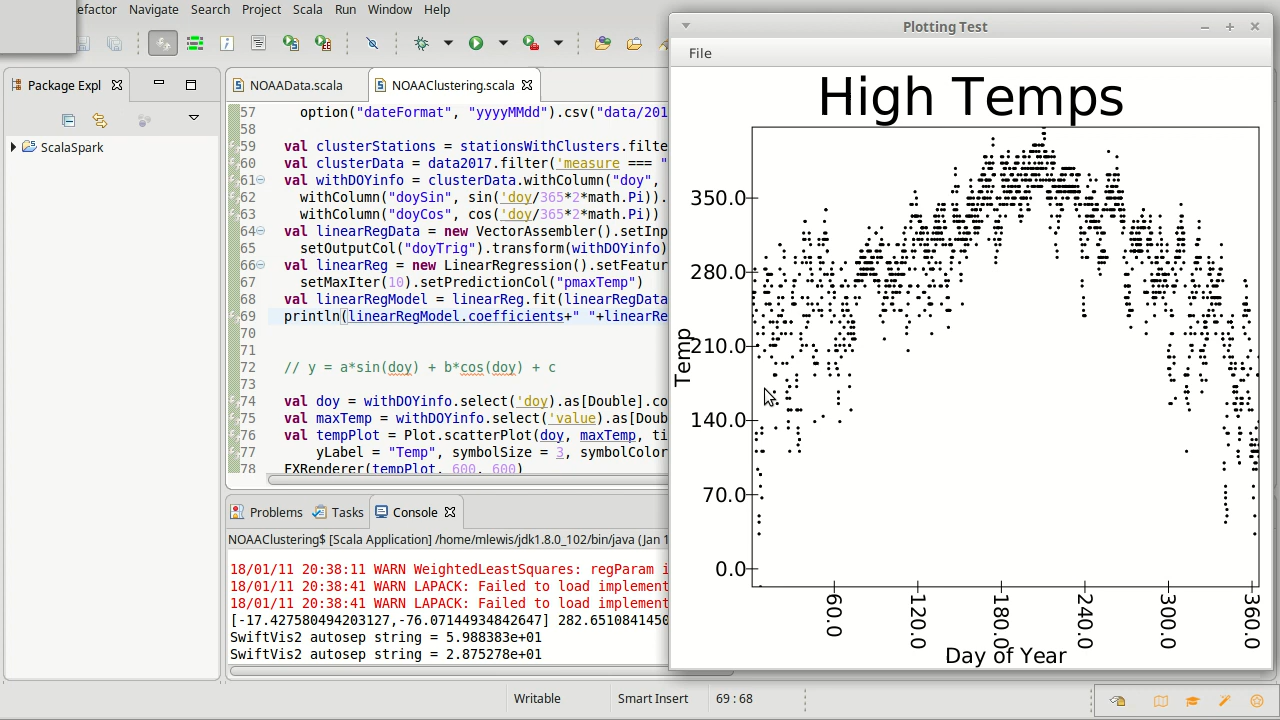 efactor Navigate Search Project Scala Run Window Help
Package Expl
ScalaSpark
NOAAData.scala NOAAClustering.scala
57 option("dateFormat", "yyyyMMdd").csv("data/201
58
59 val clusterStations = stationsWithClusters.filte
60 val clusterData = data2017.filter('measure === "
61 val withDOYinfo = clusterData.withColumn("doy",
62 withColumn("doySin", sin('doy/365*2*math.Pi)).
63 withColumn("doyCos", cos('doy/365*2*math.Pi))
64 val linearRegData = new VectorAssembler().setInp
65 setOutputCol("doyTrig").transform(withDOYinfo)
66 val linearReg = new LinearRegression().setFeatur
67 setMaxIter(10).setPredictionCol("pmaxTemp")
68 val linearRegModel = linearReg.fit(linearRegData
69 println(linearRegModel.coefficients+" "+linearRe
70
71
72 // y = a*sin(doy) + b*cos(doy) + c
73
74 val doy = withDOYinfo.select('doy).as[Double].co
75 val maxTemp = withDOYinfo.select('value).as[Doub
76 val tempPlot = Plot.scatterPlot(doy, maxTemp, ti
77 yLabel = "Temp", symbolSize = 3, symbolColor
78 FXRenderer(tempPlot, 600, 600)
Problems Tasks Console
NOAAClustering$ [Scala Application] /home/mlewis/jdk1.8.0_102/bin/java (Jan 1
18/01/11 20:38:11 WARN WeightedLeastSquares: regParam i
18/01/11 20:38:41 WARN LAPACK: Failed to load implement
18/01/11 20:38:41 WARN LAPACK: Failed to load implement
[-17.427580494203127,-76.07144934842647] 282.6510841450
SwiftVis2 autosep string = 5.988383e+01
SwiftVis2 autosep string = 2.875278e+01
Writable Smart Insert 69 : 68
Plotting Test
File
High Temps
350.0
280.0
210.0
140.0
70.0
0.0
Temp
60.0 120.0 180.0 240.0 300.0 360.0
Day of Year